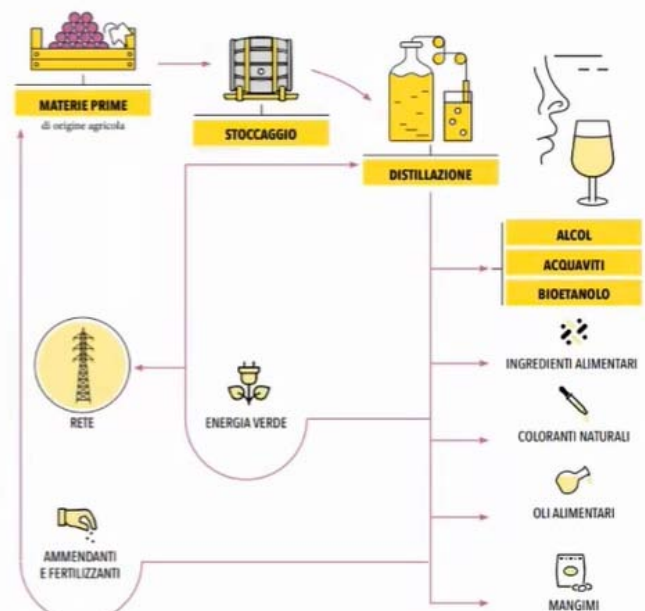 MATERIE PRIME
di origine agricola
STOCCAGGIO
DISTILLAZIONE
ALCOL
ACQUAVITI
BIOETANOLO
INGREDIENTI ALIMENTARI
RETE
ENERGIA VERDE
COLORANTI NATURALI
OLI ALIMENTARI
AMMENDANTI
E FERTILIZZANTI
MANGIMI